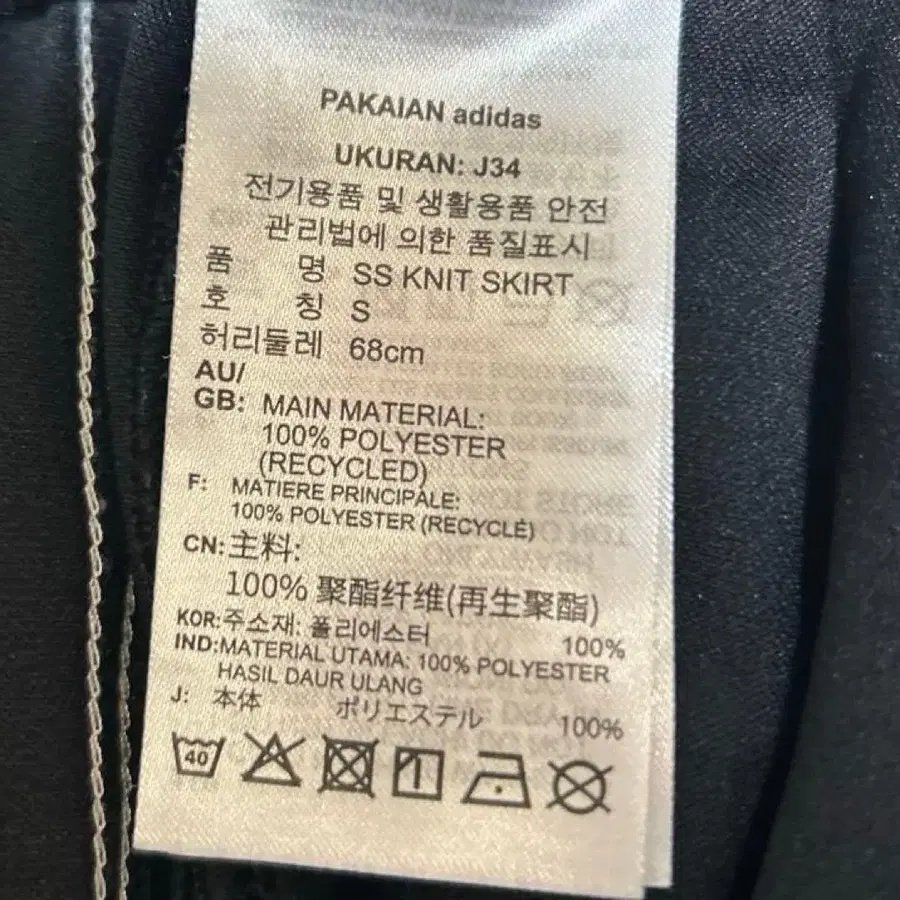 PAKAIAN adidas
UKURAN: J34
전기용품 및 생활용품 안전
관리법에 의한 품질표시
품 명 SS KNIT SKIRT
호 칭 S
허리둘레 68cm
AU/
GB: MAIN MATERIAL:
100% POLYESTER
(RECYCLED)
F: MATIERE PRINCIPALE:
100% POLYESTER (RECYCLÉ)
CN: 主料:
100% 聚酯纤维(再生聚酯)
KOR:주소재: 폴리에스터 100%
IND:MATERIAL UTAMA: 100% POLYESTER
HASIL DAUR ULANG
J: 本体 ポリエステル 100%
40